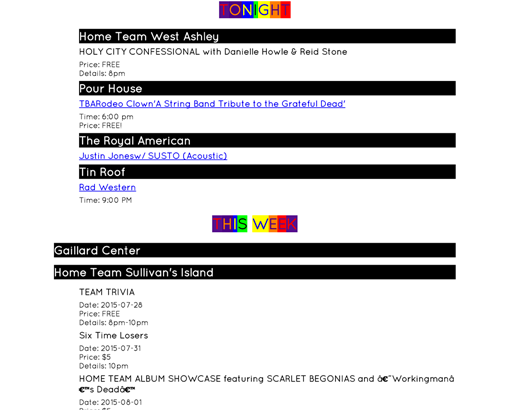 TONIGHT
Home Team West Ashley
HOLY CITY CONFESSIONAL with Danielle Howle & Reid Stone
Price: FREE
Details: 8pm
Pour House
TBARodeo Clown'A String Band Tribute to the Grateful Dead'
Time: 6:00 pm
Price: FREE!
The Royal American
Justin Jonesw/ SUSTO (Acoustic)
Tin Roof
Rad Western
Time: 9:00 PM
THIS WEEK
Gaillard Center
Home Team Sullivan's Island
TEAM TRIVIA
Date: 2015-07-28
Price: FREE
Details: 8pm-10pm
Six Time Losers
Date: 2015-07-31
Price: $5
Details: 10pm
HOME TEAM ALBUM SHOWCASE featuring SCARLET BEGONIAS and â€˜Workingmanâ
€™s Deadâ€™
Date: 2015-08-01
Price: $5